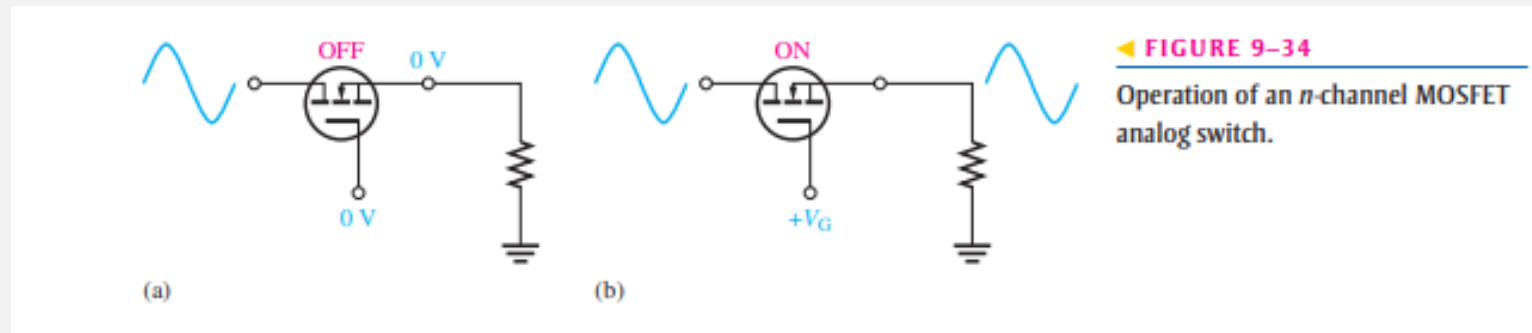 OFF
0 V
0 V
(a)
ON
+VG
(b)
◄ FIGURE 9–34
Operation of an n-channel MOSFET
analog switch.